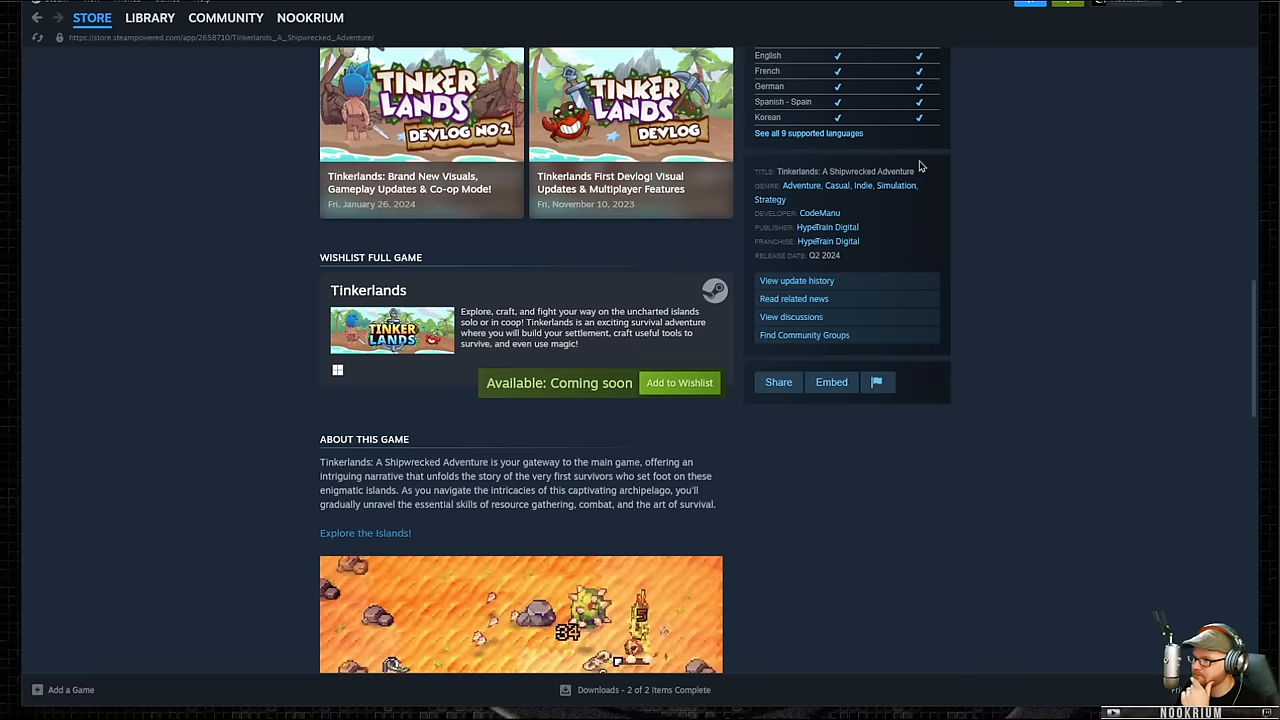 STORE
LIBRARY
COMMUNITY
NOOKRIUM
https://store.steampowered.com/app/2658710/Tinkerlands_A_Shipwrecked_Adventure/
TINKER
LANDS
DEVLOG NO2
Tinkerlands: Brand New Visuals,
Gameplay Updates & Co-op Mode!
Fri, January 26, 2024
TINKER
LANDS
DEVLOG
Tinkerlands First Devlog! Visual
Updates & Multiplayer Features
Fri, November 10, 2023
WISHLIST FULL GAME
Tinkerlands
TINKER
LANDS
Explore, craft, and fight your way on the uncharted islands
solo or in coop! Tinkerlands is an exciting survival adventure
where you will build your settlement, craft useful tools to
survive, and even use magic!
Available: Coming soon
Add to Wishlist
ABOUT THIS GAME
Tinkerlands: A Shipwrecked Adventure is your gateway to the main game, offering an
intriguing narrative that unfolds the story of the very first survivors who set foot on these
enigmatic islands. As you navigate the intricacies of this captivating archipelago, you'll
gradually unravel the essential skills of resource gathering, combat, and the art of survival.
Explore the Islands!
34
5
English
French
German
Spanish - Spain
Korean
See all 9 supported languages
TITLE: Tinkerlands: A Shipwrecked Adventure
GENRE: Adventure, Casual, Indie, Simulation,
Strategy
DEVELOPER: CodeManu
PUBLISHER: HypeTrain Digital
FRANCHISE: HypeTrain Digital
RELEASE DATE: Q2 2024
View update history
Read related news
View discussions
Find Community Groups
Share
Embed
Add a Game
Downloads - 2 of 2 Items Complete
NOOKRIUM